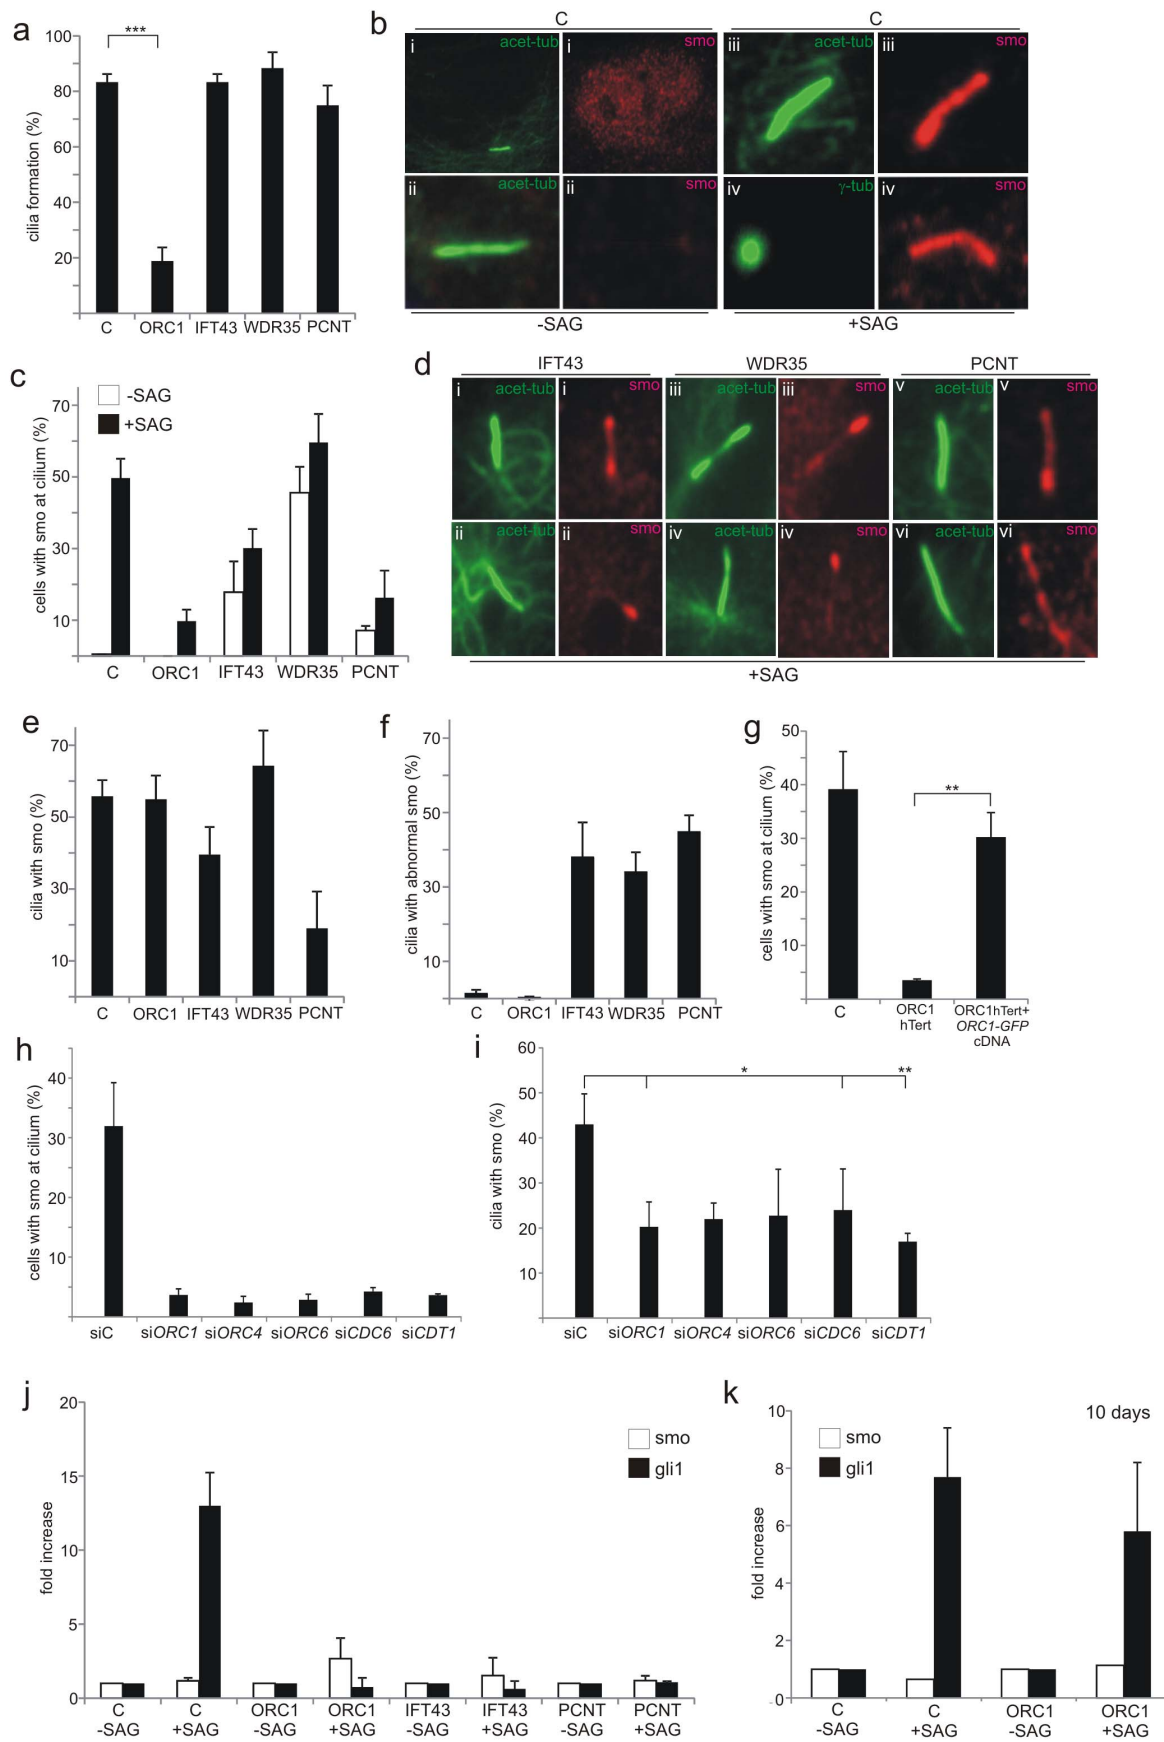 a
***
100
80
60
40
20
cilia formation (%)
C ORC1 IFT43 WDR35 PCNT
b
C C
i acet-tub i smo iii acet-tub iii smo
ii acet-tub ii smo iv γ-tub iv smo
-SAG +SAG
c
-SAG
+SAG
70
50
30
10
cells with smo at cilium (%)
C ORC1 IFT43 WDR35 PCNT
d
IFT43 WDR35 PCNT
i acet-tub i smo iii acet-tub iii smo v acet-tub v smo
ii acet-tub ii smo iv acet-tub iv smo vi acet-tub vi smo
+SAG
e
70
50
30
10
cilia with smo (%)
C ORC1 IFT43 WDR35 PCNT
f
70
50
30
10
cilia with abnormal smo (%)
C ORC1 IFT43 WDR35 PCNT
g
50
40
30
20
10
cells with smo at cilium (%)
**
C ORC1 ORC1hTert+
hTert ORC1-GFP
cDNA
h
40
30
20
10
cells with smo at cilium (%)
siC siORC1 siORC4 siORC6 siCDC6 siCDT1
i
60
50
40
30
20
10
cilia with smo (%)
* **
siC siORC1 siORC4 siORC6 siCDC6 siCDT1
j
20
15
10
5
0
fold increase
smo
gli1
C C ORC1 ORC1 IFT43 IFT43 PCNT PCNT
-SAG +SAG -SAG +SAG -SAG +SAG -SAG +SAG
k
10 days
10
8
6
4
2
0
fold increase
smo
gli1
C C ORC1 ORC1
-SAG +SAG -SAG +SAG